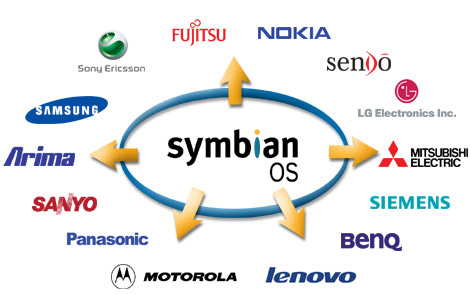 FUJITSU
NOKIA
Sony Ericsson
sendo
LG Electronics Inc.
SAMSUNG
symbian
OS
Arima
MITSUBISHI
ELECTRIC
SANYO
SIEMENS
Panasonic
BENQ
MOTOROLA
lenovo